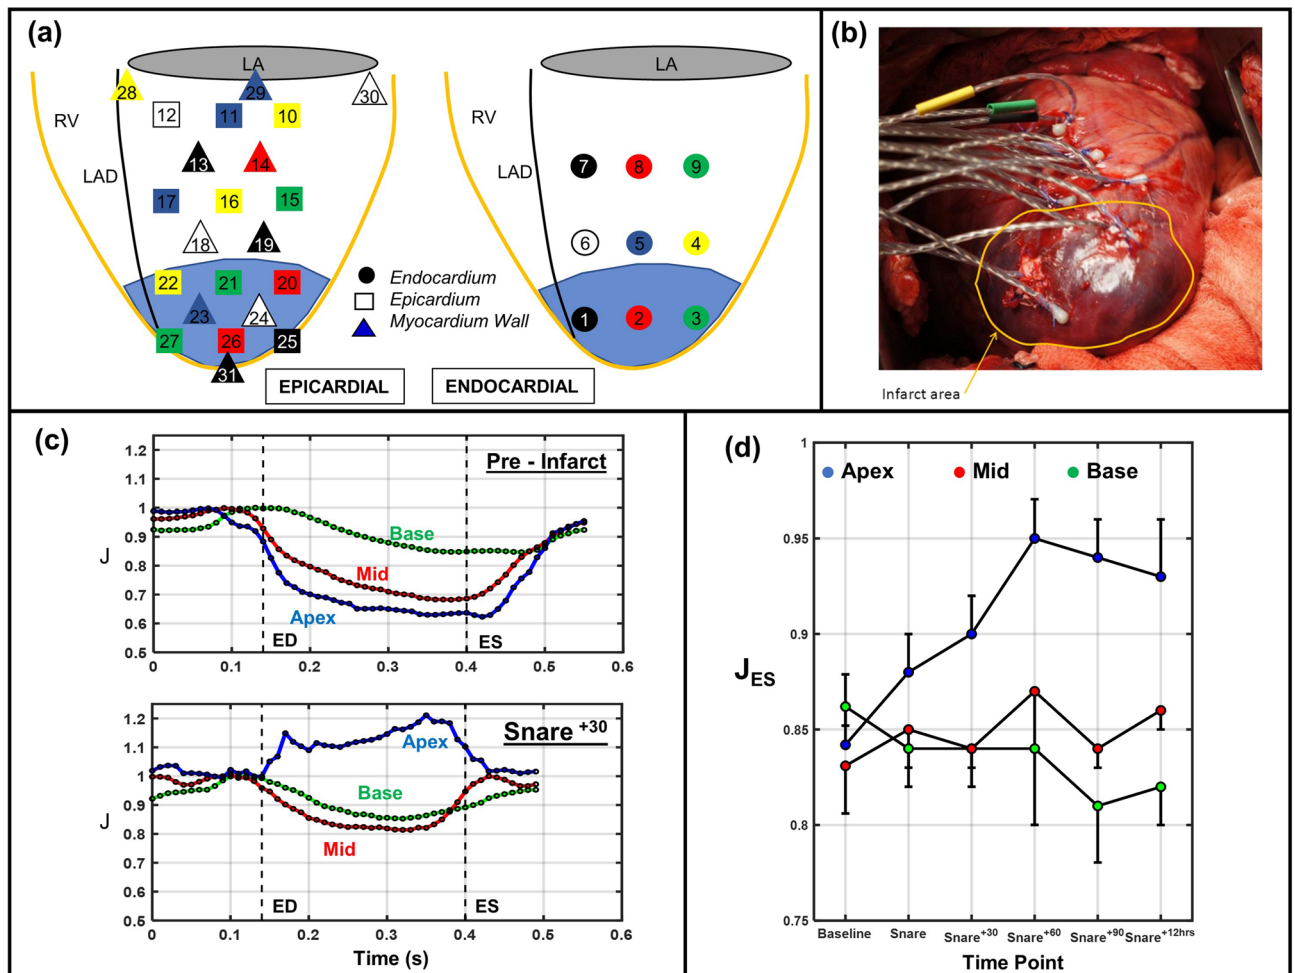 (a)
LA
28
29
30
12
11
10
RV
13
14
LAD
17
16
15
18
19
22
21
20
23
24
27
26
25
31
Endocardium
Epicardium
Myocardium Wall
EPICARDIAL
LA
RV
LAD
7
8
9
6
5
4
1
2
3
ENDOCARDIAL
(b)
Infarct area
(c)
Pre - Infarct
J
1.2
1.1
1
0.9
0.8
0.7
0.6
0.5
Base
Mid
Apex
ED
ES
0
0.1
0.2
0.3
0.4
0.5
0.6
Snare +30
J
1.2
1.1
1
0.9
0.8
0.7
0.6
0.5
Apex
Base
Mid
ED
ES
0
0.1
0.2
0.3
0.4
0.5
0.6
Time (s)
(d)
Apex
Mid
Base
JES
1
0.95
0.9
0.85
0.8
0.75
Baseline
Snare
Snare+30
Snare+60
Snare+90
Snare+12hrs
Time Point